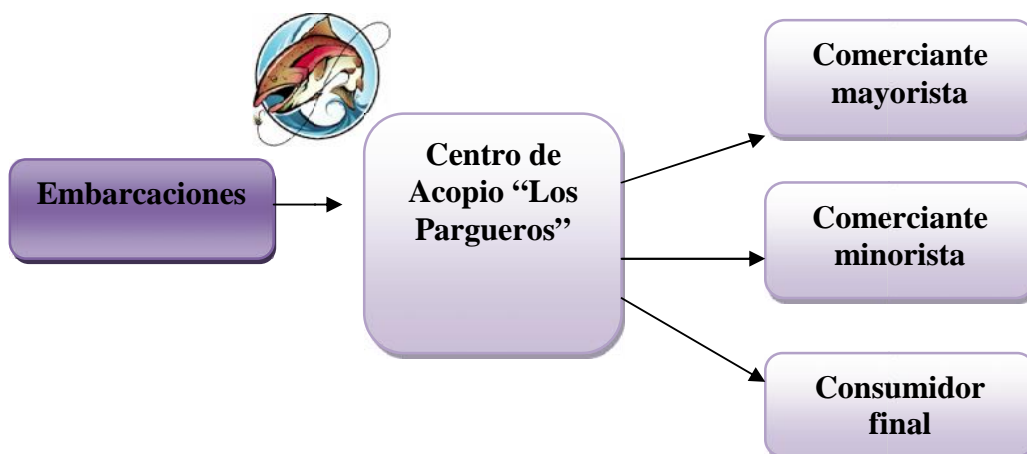 Embarcaciones
Centro de
Acopio “Los
Pargueros”
Comerciante
mayorista
Comerciante
minorista
Consumidor
final